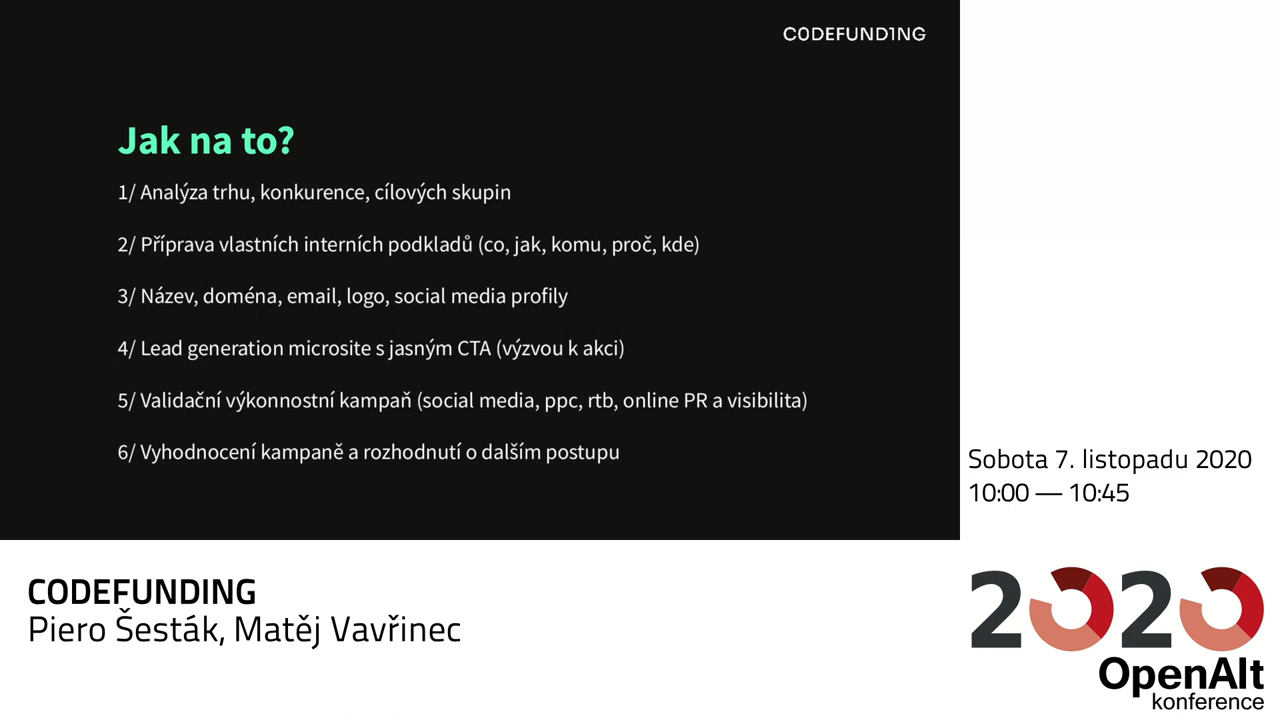 C0DEFUND1NG
Jak na to?
1/ Analýza trhu, konkurence, cílových skupin
2/ Příprava vlastních interních podkladů (co, jak, komu, proč, kde)
3/ Název, doména, email, logo, social media profily
4/ Lead generation microsite s jasným CTA (výzvou k akci)
5/ Validační výkonnostní kampaň (social media, ppc, rtb, online PR a visibilita)
6/ Vyhodnocení kampaně a rozhodnutí o dalším postupu
Sobota 7. listopadu 2020
10:00 — 10:45
CODEFUNDING
Piero Šesták, Matěj Vavřinec
2020
OpenAlt
konference